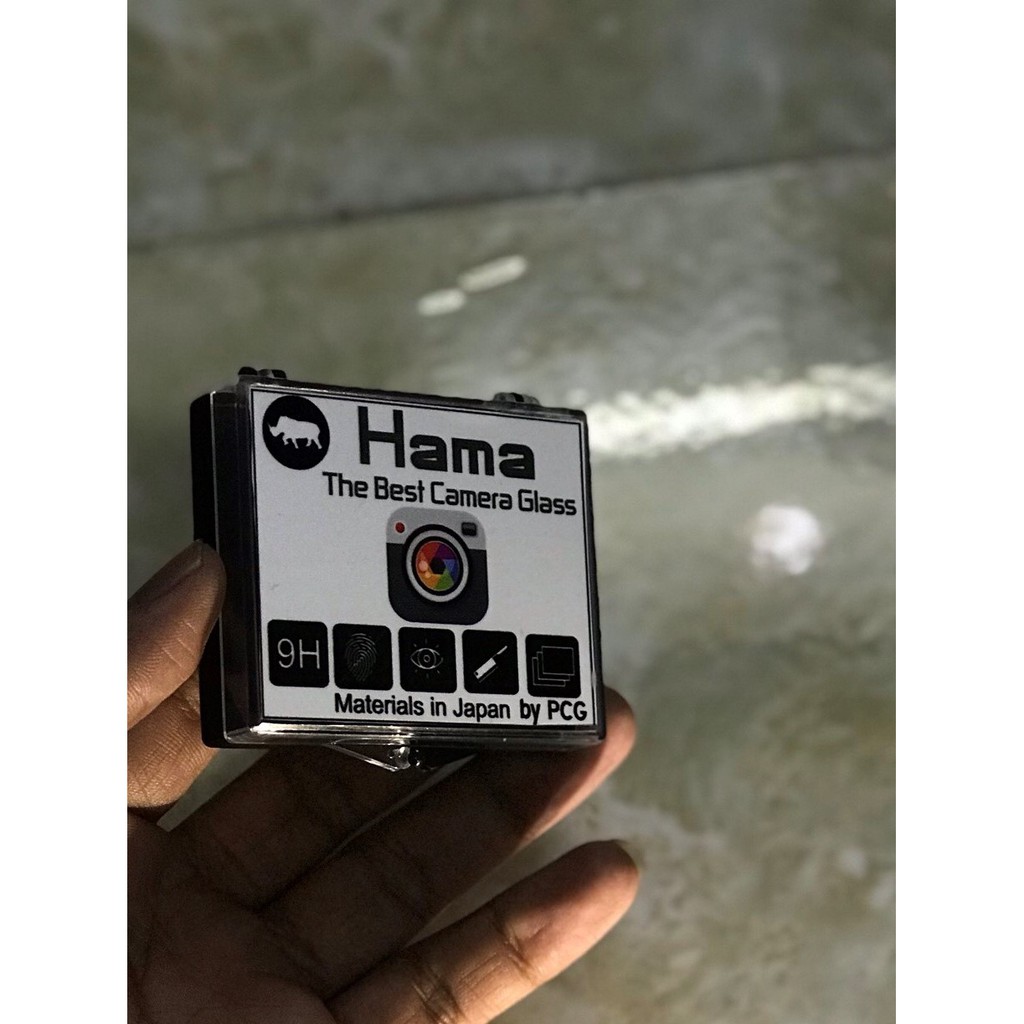 Hama
The Best Camera Glass
9H
Materials in Japan by PCG